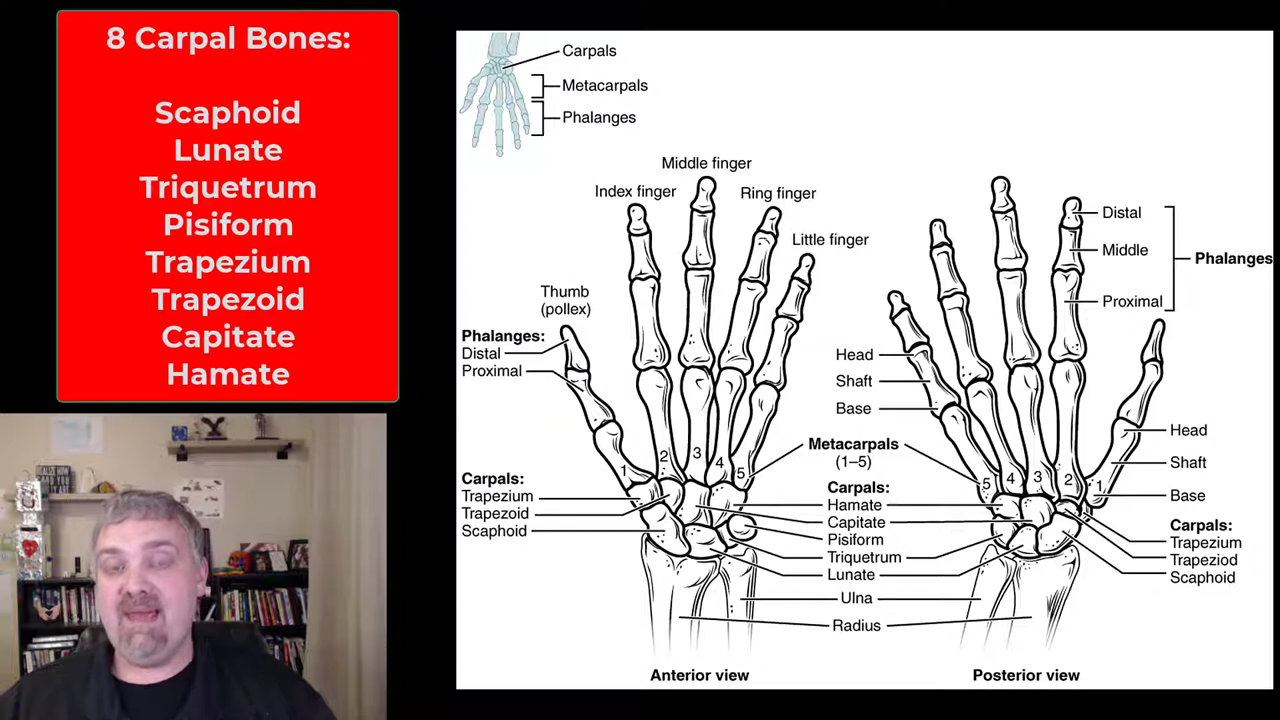 8 Carpal Bones:
Scaphoid
Lunate
Triquetrum
Pisiform
Trapezium
Trapezoid
Capitate
Hamate
Carpals
Metacarpals
Phalanges
Middle finger
Index finger
Ring finger
Little finger
Thumb
(pollex)
Phalanges:
Distal
Proximal
1
2
3
4
5
Carpals:
Trapezium
Trapezoid
Scaphoid
Metacarpals
(1–5)
Carpals:
Hamate
Capitate
Pisiform
Triquetrum
Lunate
Ulna
Radius
Anterior view
Distal
Middle
Proximal
Phalanges
Head
Shaft
Base
5
4
3
2
1
Head
Shaft
Base
Carpals:
Trapezium
Trapeziod
Scaphoid
Posterior view